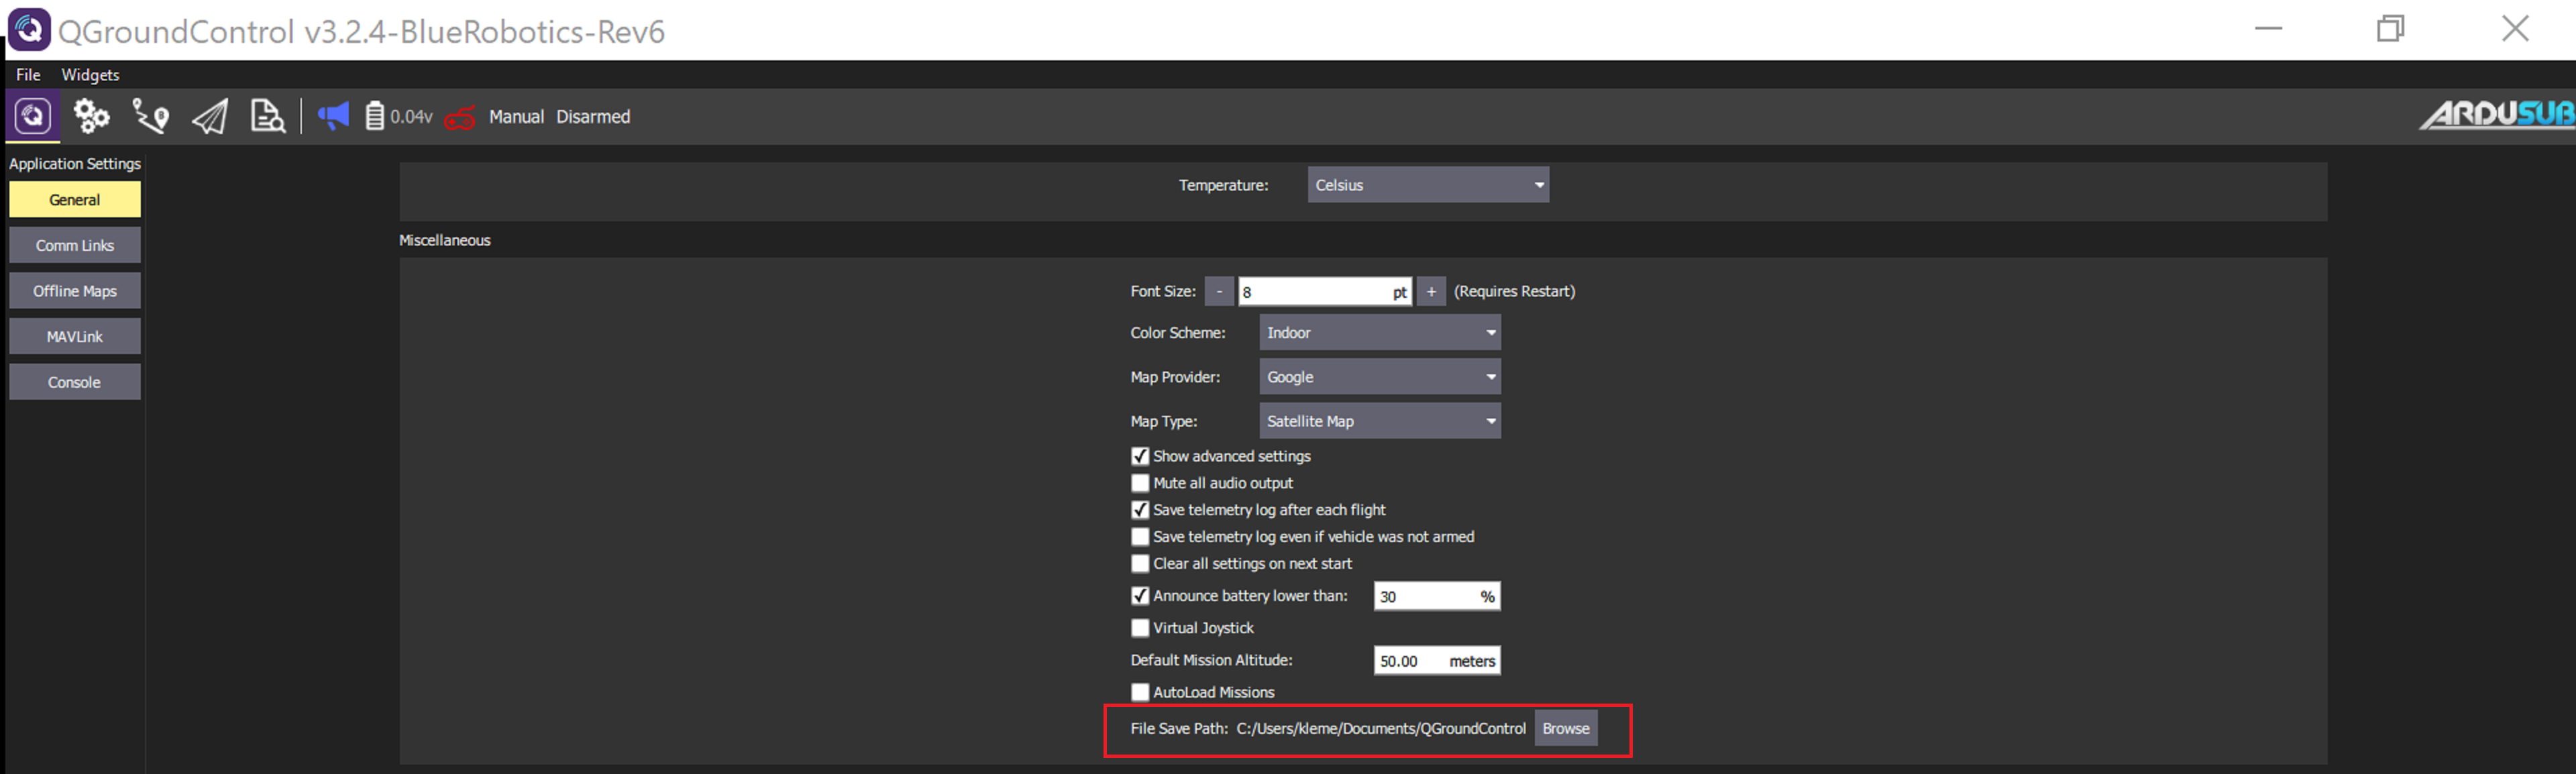 QGroundControl v3.2.4-BlueRobotics-Rev6
File Widgets
0.04v Manual Disarmed
ARDUSUB
Application Settings
General
Comm Links
Offline Maps
MAVLink
Console
Temperature: Celsius
Miscellaneous
Font Size: - 8 pt + (Requires Restart)
Color Scheme: Indoor
Map Provider: Google
Map Type: Satellite Map
Show advanced settings
Mute all audio output
Save telemetry log after each flight
Save telemetry log even if vehicle was not armed
Clear all settings on next start
Announce battery lower than: 30 %
Virtual Joystick
Default Mission Altitude: 50.00 meters
AutoLoad Missions
File Save Path: C:/Users/kleme/Documents/QGroundControl Browse